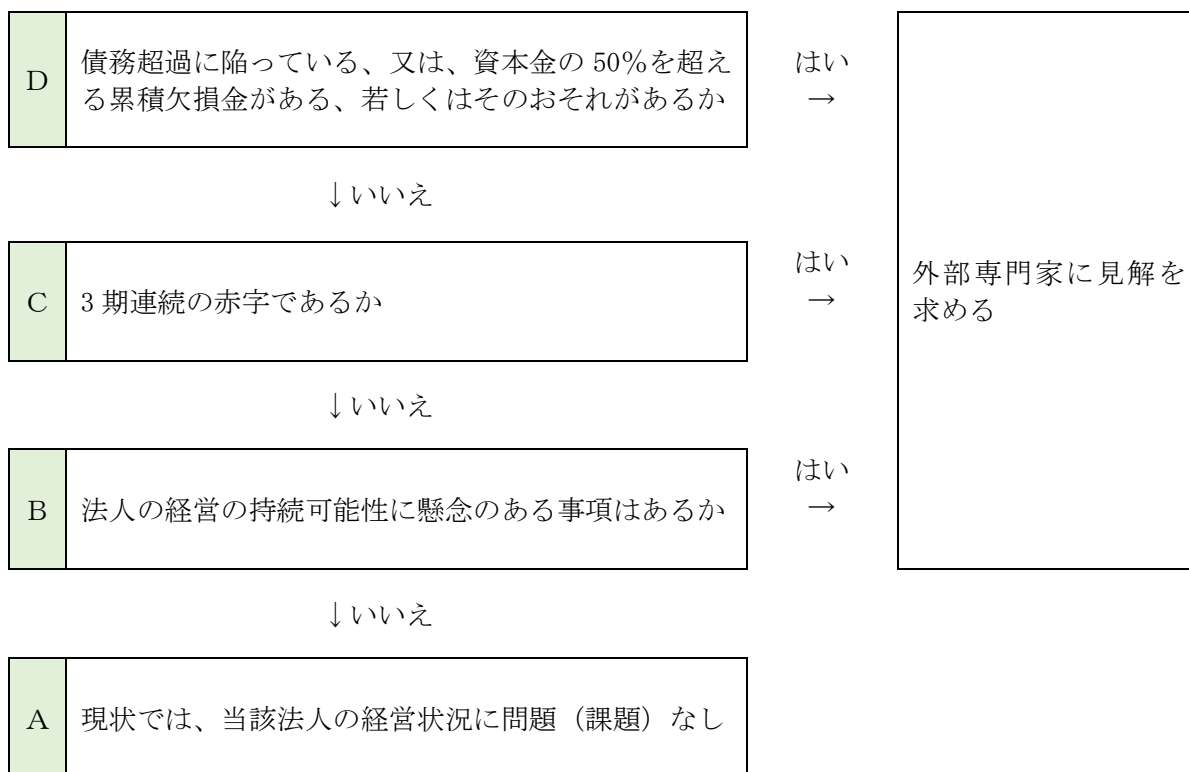 D
債務超過に陥っている、又は、資本金の 50%を超え
る累積欠損金がある、若しくはそのおそれがあるか
はい
→
↓いいえ
C
3 期連続の赤字であるか
はい
→
外部専門家に見解を
求める
↓いいえ
B
法人の経営の持続可能性に懸念のある事項はあるか
はい
→
↓いいえ
A
現状では、当該法人の経営状況に問題（課題）なし